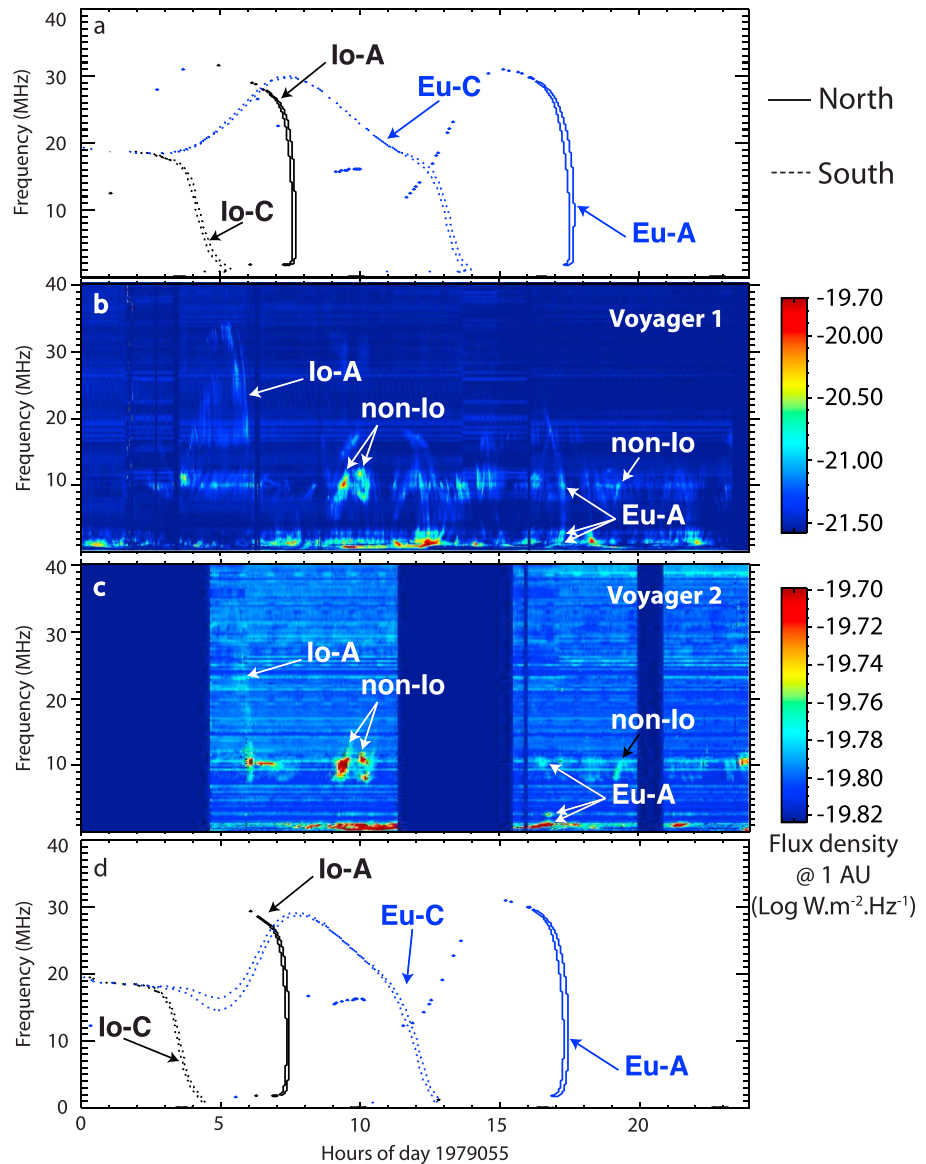 40
a
Io-A
30
Eu-C
North
Frequency (MHz)
20
South
Io-C
10
Eu-A
40
b
Voyager 1
-19.70
-20.00
30
Io-A
non-Io
-20.50
Frequency (MHz)
20
non-Io
-21.00
10
Eu-A
-21.50
40
c
Voyager 2
-19.70
-19.72
30
Io-A
non-Io
-19.74
-19.76
Frequency (MHz)
20
non-Io
-19.78
10
Eu-A
-19.80
-19.82
0
Flux density
@ 1 AU
(Log W.m-2.Hz-1)
40
d
Io-A
30
Eu-C
Frequency (MHz)
20
Io-C
10
Eu-A
0
0 5 10 15 20
Hours of day 1979055